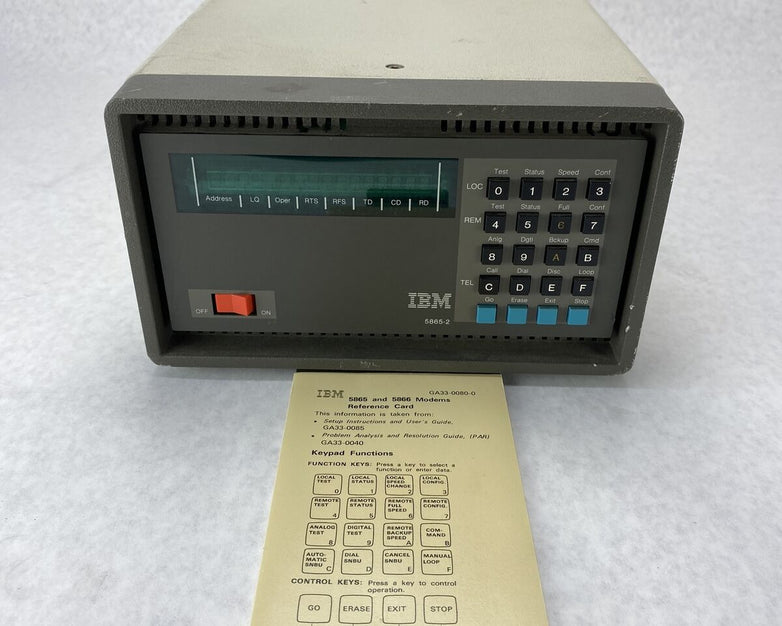 Test Status Speed Conf
LOC 0 1 2 3
Test Status Full Conf
REM 4 5 6 7
Anlg Dgtl Bckup Cmd
8 9 A B
Call Dial Disc Loop
TEL C D E F
Go Erase Exit Stop
Address LQ Oper RTS RFS TD CD RD
OFF ON
IBM
5865-2
IBM GA33-0080-0
5865 and 5866 Modems
Reference Card
This information is taken from:
• Setup Instructions and User's Guide,
GA33-0085
• Problem Analysis and Resolution Guide, (PAR)
GA33-0040
Keypad Functions
FUNCTION KEYS: Press a key to select a
function or enter data.
LOCAL TEST 0
LOCAL STATUS 1
LOCAL SPEED CHANGE 2
LOCAL CONFIG. 3
REMOTE TEST 4
REMOTE STATUS 5
REMOTE FULL SPEED 6
REMOTE CONFIG. 7
ANALOG TEST 8
DIGITAL TEST 9
REMOTE BACKUP SPEED A
COM-MAND B
AUTO-MATIC SNBU C
DIAL SNBU D
CANCEL SNBU E
MANUAL LOOP F
CONTROL KEYS: Press a key to control
operation.
GO ERASE EXIT STOP